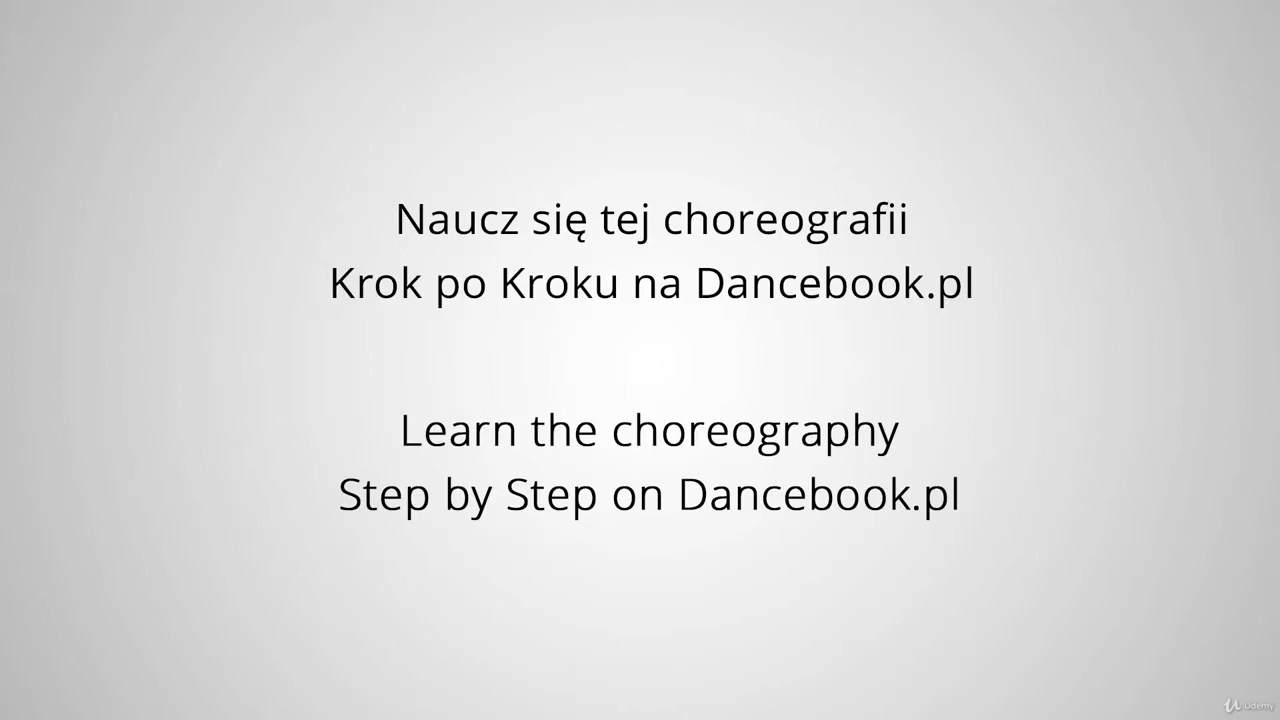 Naucz się tej choreografii
Krok po Kroku na Dancebook.pl
Learn the choreography
Step by Step on Dancebook.pl
Udemy